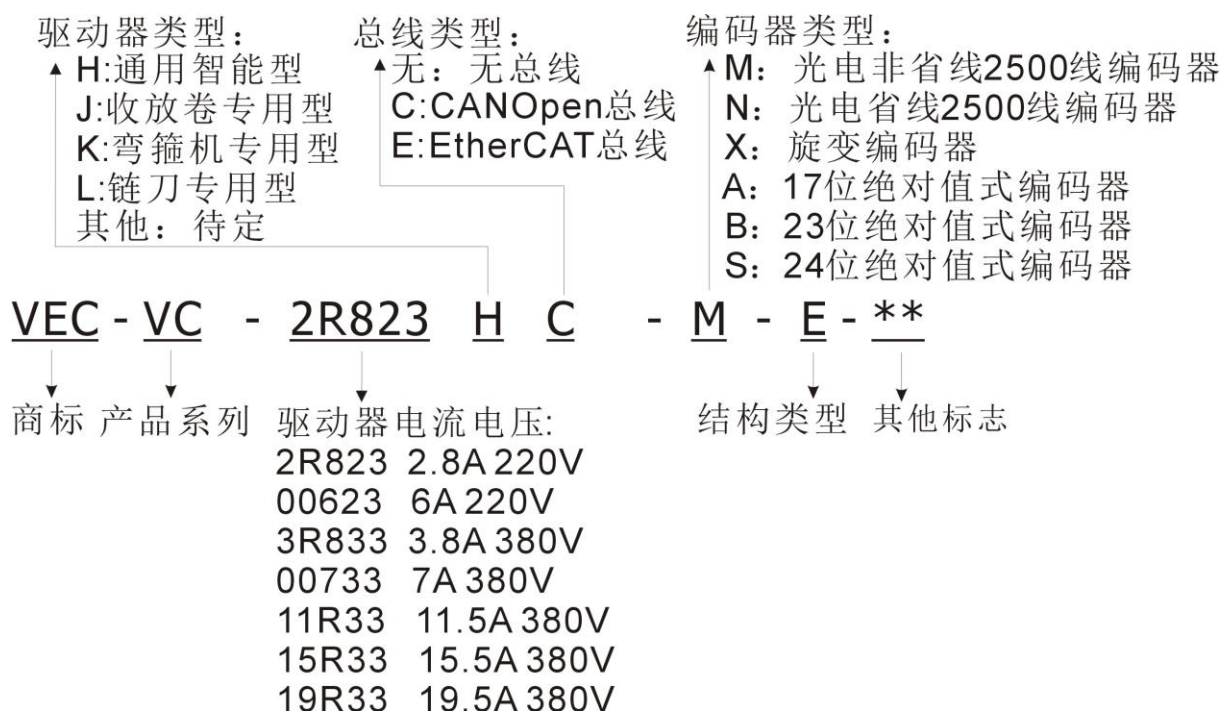 驱动器类型：
H:通用智能型
J:收放卷专用型
K:弯箍机专用型
L:链刀专用型
其他：待定
总线类型：
无：无总线
C:CANOpen总线
E:EtherCAT总线
编码器类型：
M：光电非省线2500线编码器
N：光电省线2500线编码器
X：旋变编码器
A：17位绝对值式编码器
B：23位绝对值式编码器
S：24位绝对值式编码器
VEC - VC - 2R823 H C - M - E - **
商标 产品系列 驱动器电流电压: 结构类型 其他标志
2R823 2.8A 220V
00623 6A 220V
3R833 3.8A 380V
00733 7A 380V
11R33 11.5A 380V
15R33 15.5A 380V
19R33 19.5A 380V